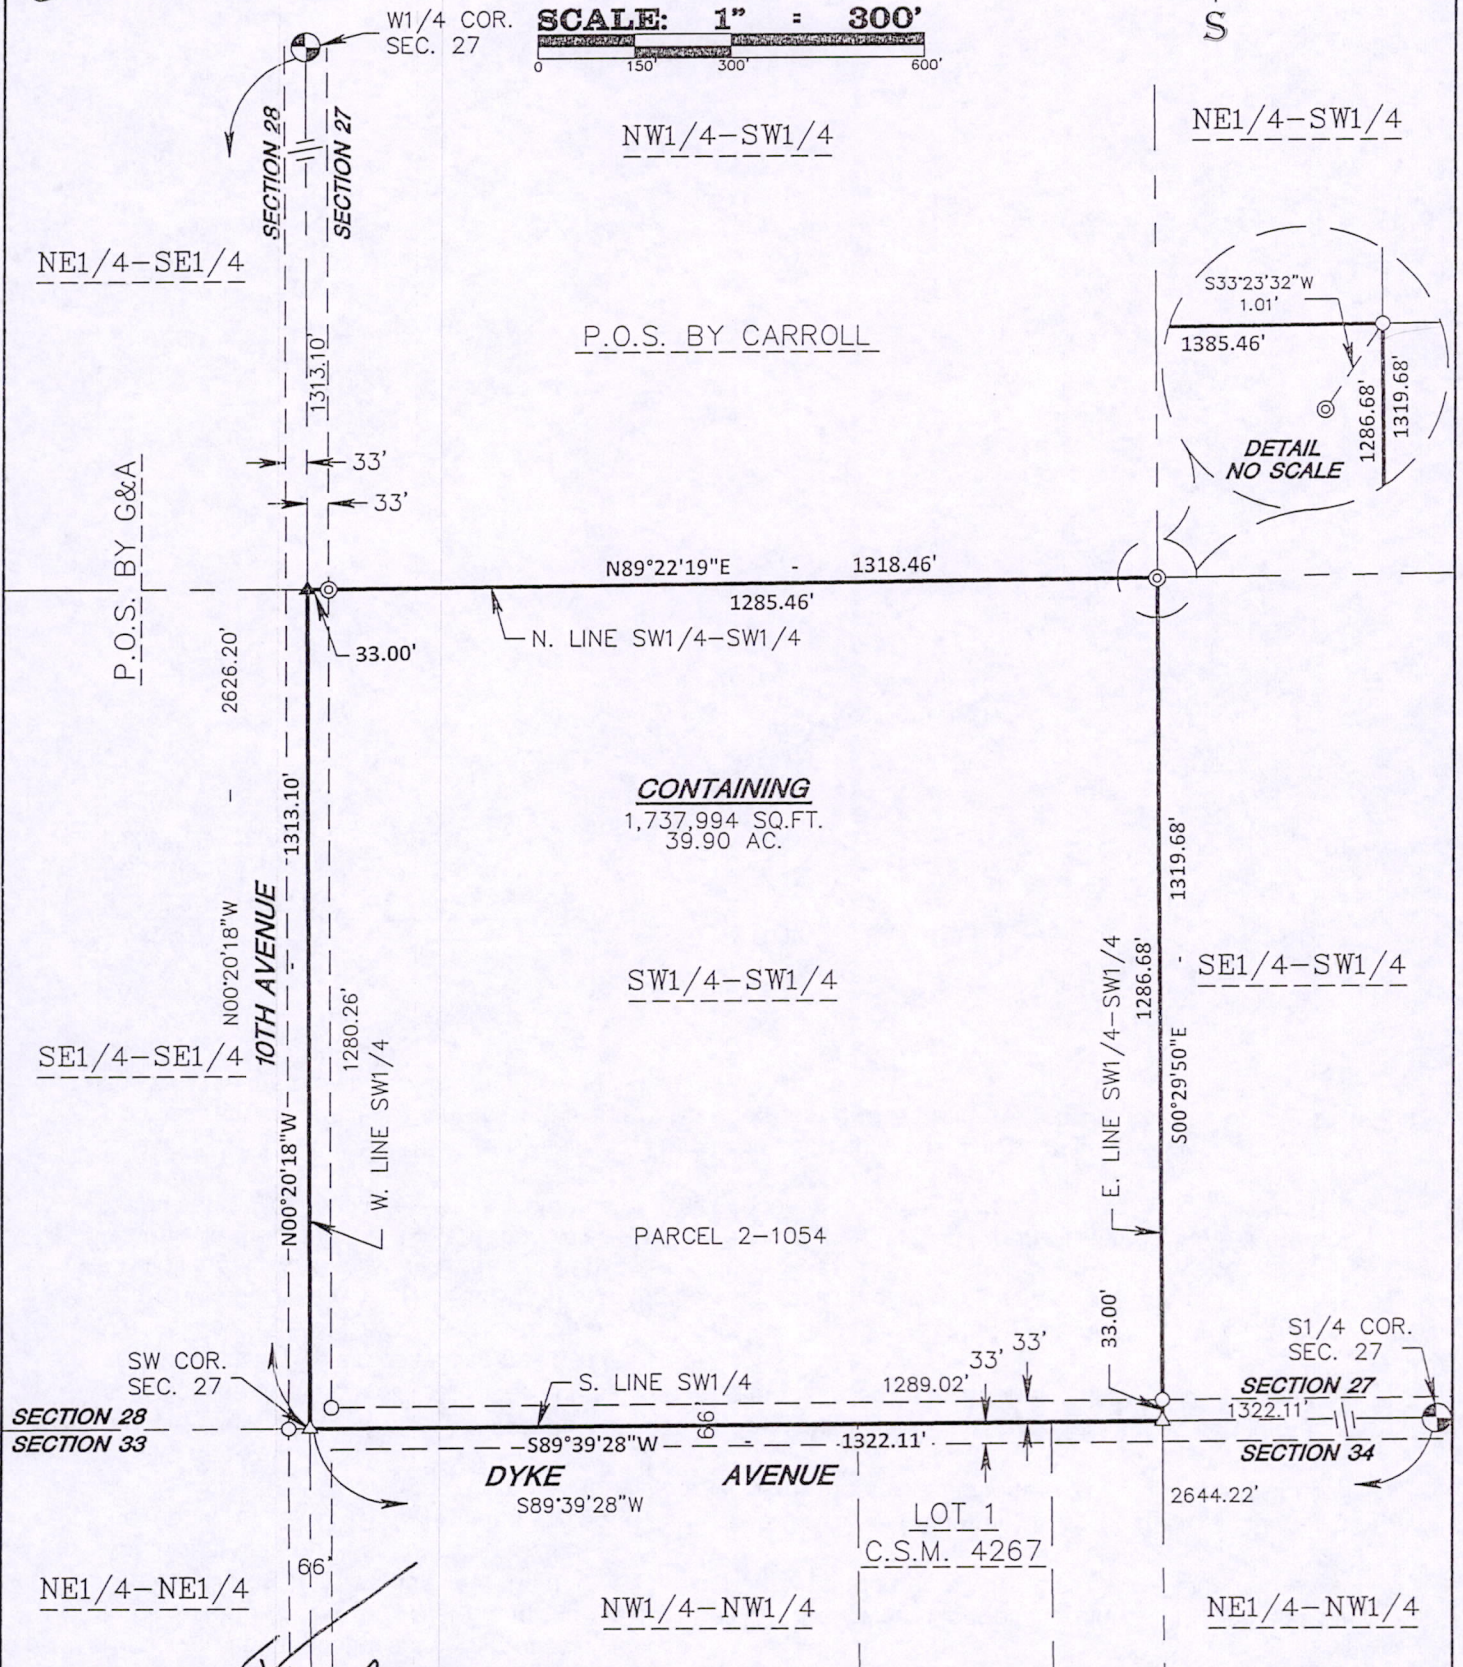 W1/4 COR.
SEC. 27
SCALE: 1" = 300'
0 150' 300' 600'
S
SECTION 28
SECTION 27
NW1/4-SW1/4
NE1/4-SW1/4
NE1/4-SE1/4
P.O.S. BY CARROLL
1313.10'
33'
33'
S33°23'32"W
1.01'
1385.46'
1286.68'
1319.68'
DETAIL
NO SCALE
P.O.S. BY G&A
N89°22'19"E - 1318.46'
1285.46'
N. LINE SW1/4-SW1/4
33.00'
N00°20'18"W - 2626.20'
CONTAINING
1,737,994 SQ.FT.
39.90 AC.
10TH AVENUE
N00°20'18"W - 1313.10'
1280.26'
W. LINE SW1/4
SW1/4-SW1/4
E. LINE SW1/4-SW1/4
1286.68'
S00°29'50"E - 1319.68'
SE1/4-SW1/4
SE1/4-SE1/4
PARCEL 2-1054
33.00'
SW COR.
SEC. 27
S. LINE SW1/4
1289.02'
33'
33'
S1/4 COR.
SEC. 27
SECTION 28
SECTION 33
SECTION 27
1322.11'
SECTION 34
66
S89°39'28"W - 1322.11'
DYKE AVENUE
S89°39'28"W
2644.22'
LOT 1
C.S.M. 4267
66'
NE1/4-NE1/4
NW1/4-NW1/4
NE1/4-NW1/4